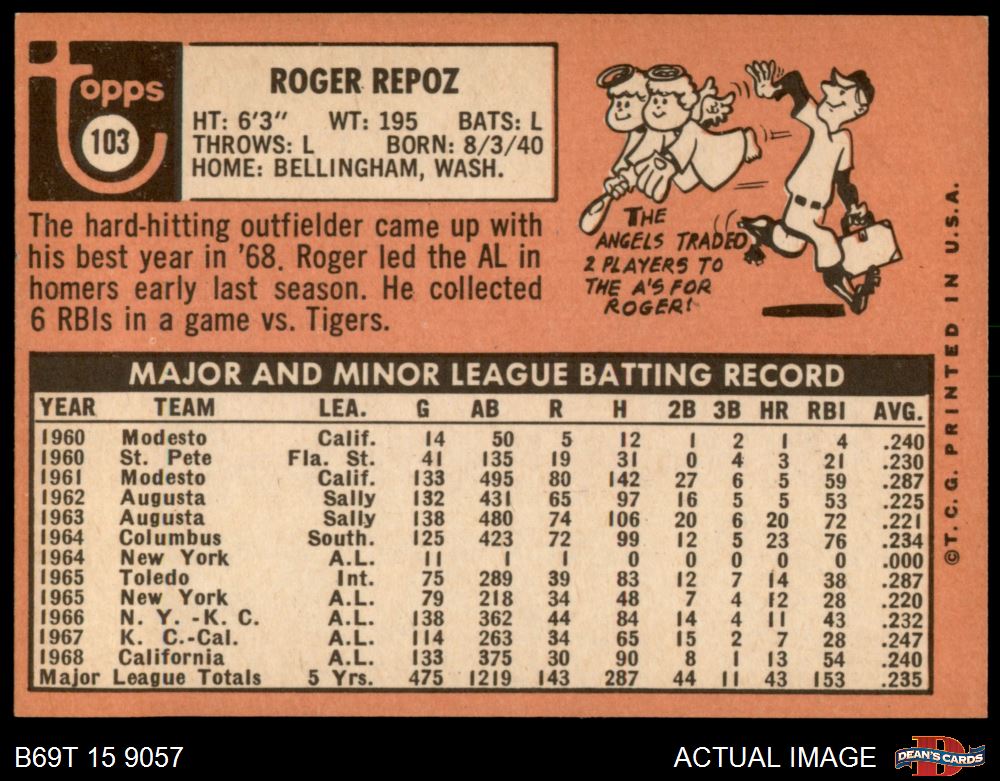 topps
103
ROGER REPOZ
HT: 6'3" WT: 195 BATS: L
THROWS: L BORN: 8/3/40
HOME: BELLINGHAM, WASH.
The hard-hitting outfielder came up with
his best year in '68. Roger led the AL in
homers early last season. He collected
6 RBIs in a game vs. Tigers.
THE
ANGELS TRADED
2 PLAYERS TO
THE A'S FOR
ROGER!
MAJOR AND MINOR LEAGUE BATTING RECORD
YEAR TEAM LEA. G AB R H 2B 3B HR RBI AVG.
1960 Modesto Calif. 14 50 5 12 1 2 1 4 .240
1960 St. Pete Fla. St. 41 135 19 31 0 4 3 21 .230
1961 Modesto Calif. 133 495 80 142 27 6 5 59 .287
1962 Augusta Sally 132 431 65 97 16 5 5 53 .225
1963 Augusta Sally 138 480 74 106 20 6 20 72 .221
1964 Columbus South. 125 423 72 99 12 5 23 76 .234
1964 New York A.L. 11 1 1 0 0 0 0 0 .000
1965 Toledo Int. 75 289 39 83 12 7 14 38 .287
1965 New York A.L. 79 218 34 48 7 4 12 28 .220
1966 N. Y. -K. C. A.L. 138 362 44 84 14 4 11 43 .232
1967 K. C.-Cal. A.L. 114 263 34 65 15 2 7 28 .247
1968 California A.L. 133 375 30 90 8 1 13 54 .240
Major League Totals 5 Yrs. 475 1219 143 287 44 11 43 153 .235
©T.C.G. PRINTED IN U.S.A.
B69T 15 9057
ACTUAL IMAGE
DEAN'S CARDS